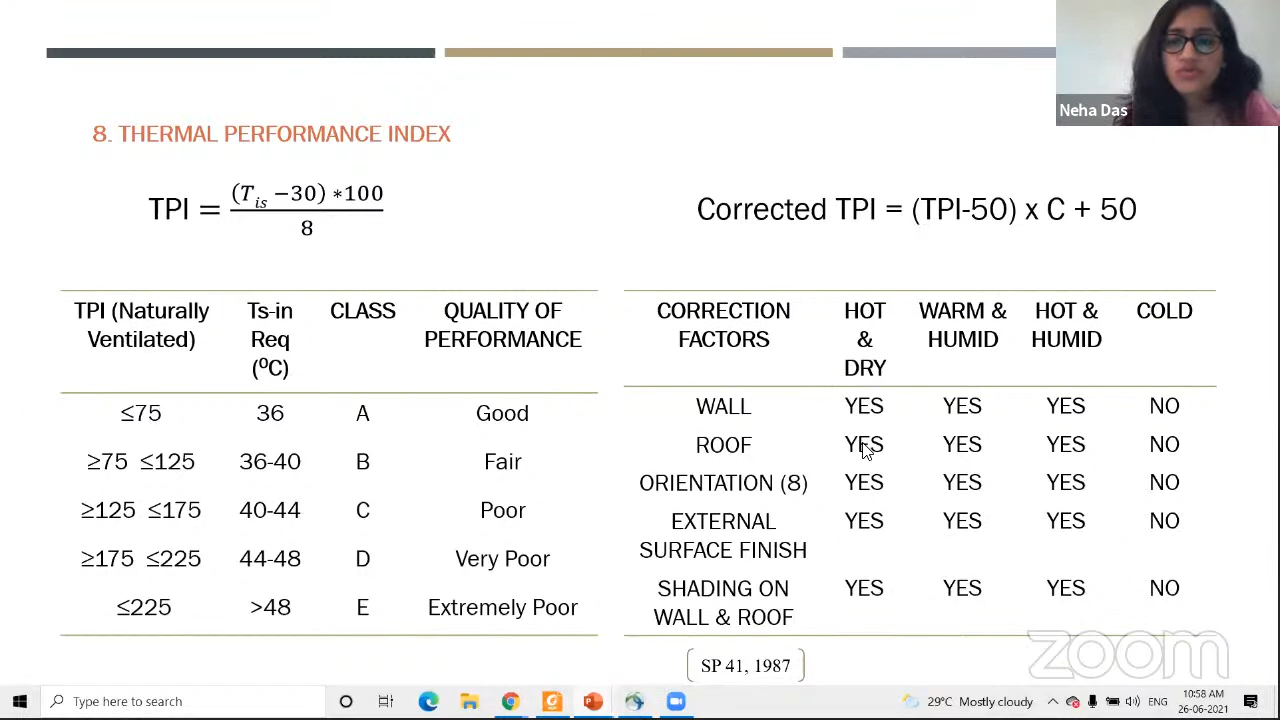 Neha Das
8. THERMAL PERFORMANCE INDEX
TPI = (T_is −30) *100 / 8
Corrected TPI = (TPI-50) x C + 50
TPI (Naturally Ventilated) Ts-in Req (⁰C) CLASS QUALITY OF PERFORMANCE
≤75 36 A Good
≥75 ≤125 36-40 B Fair
≥125 ≤175 40-44 C Poor
≥175 ≤225 44-48 D Very Poor
≤225 >48 E Extremely Poor
CORRECTION FACTORS HOT & DRY WARM & HUMID HOT & HUMID COLD
WALL YES YES YES NO
ROOF YES YES YES NO
ORIENTATION (8) YES YES YES NO
EXTERNAL SURFACE FINISH YES YES YES NO
SHADING ON WALL & ROOF YES YES YES NO
SP 41, 1987
zoom
Type here to search
29°C Mostly cloudy
ENG
10:58 AM
26-06-2021